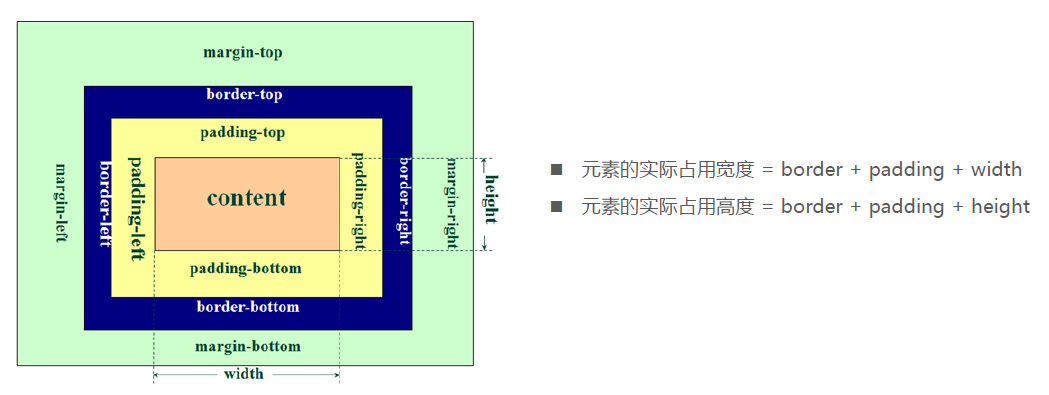 margin-top
border-top
padding-top
margin-left
border-left
padding-left
content
padding-right
border-right
margin-right
height
padding-bottom
border-bottom
margin-bottom
width
■ 元素的实际占用宽度 = border + padding + width
■ 元素的实际占用高度 = border + padding + height